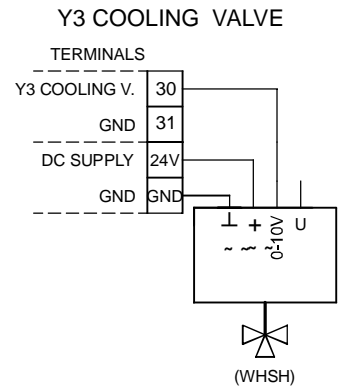 Y3 COOLING VALVE
TERMINALS
Y3 COOLING V. 30
GND 31
DC SUPPLY 24V
GND GND
⊥ + 0-10V U
~ ~~ ~
(WHSH)